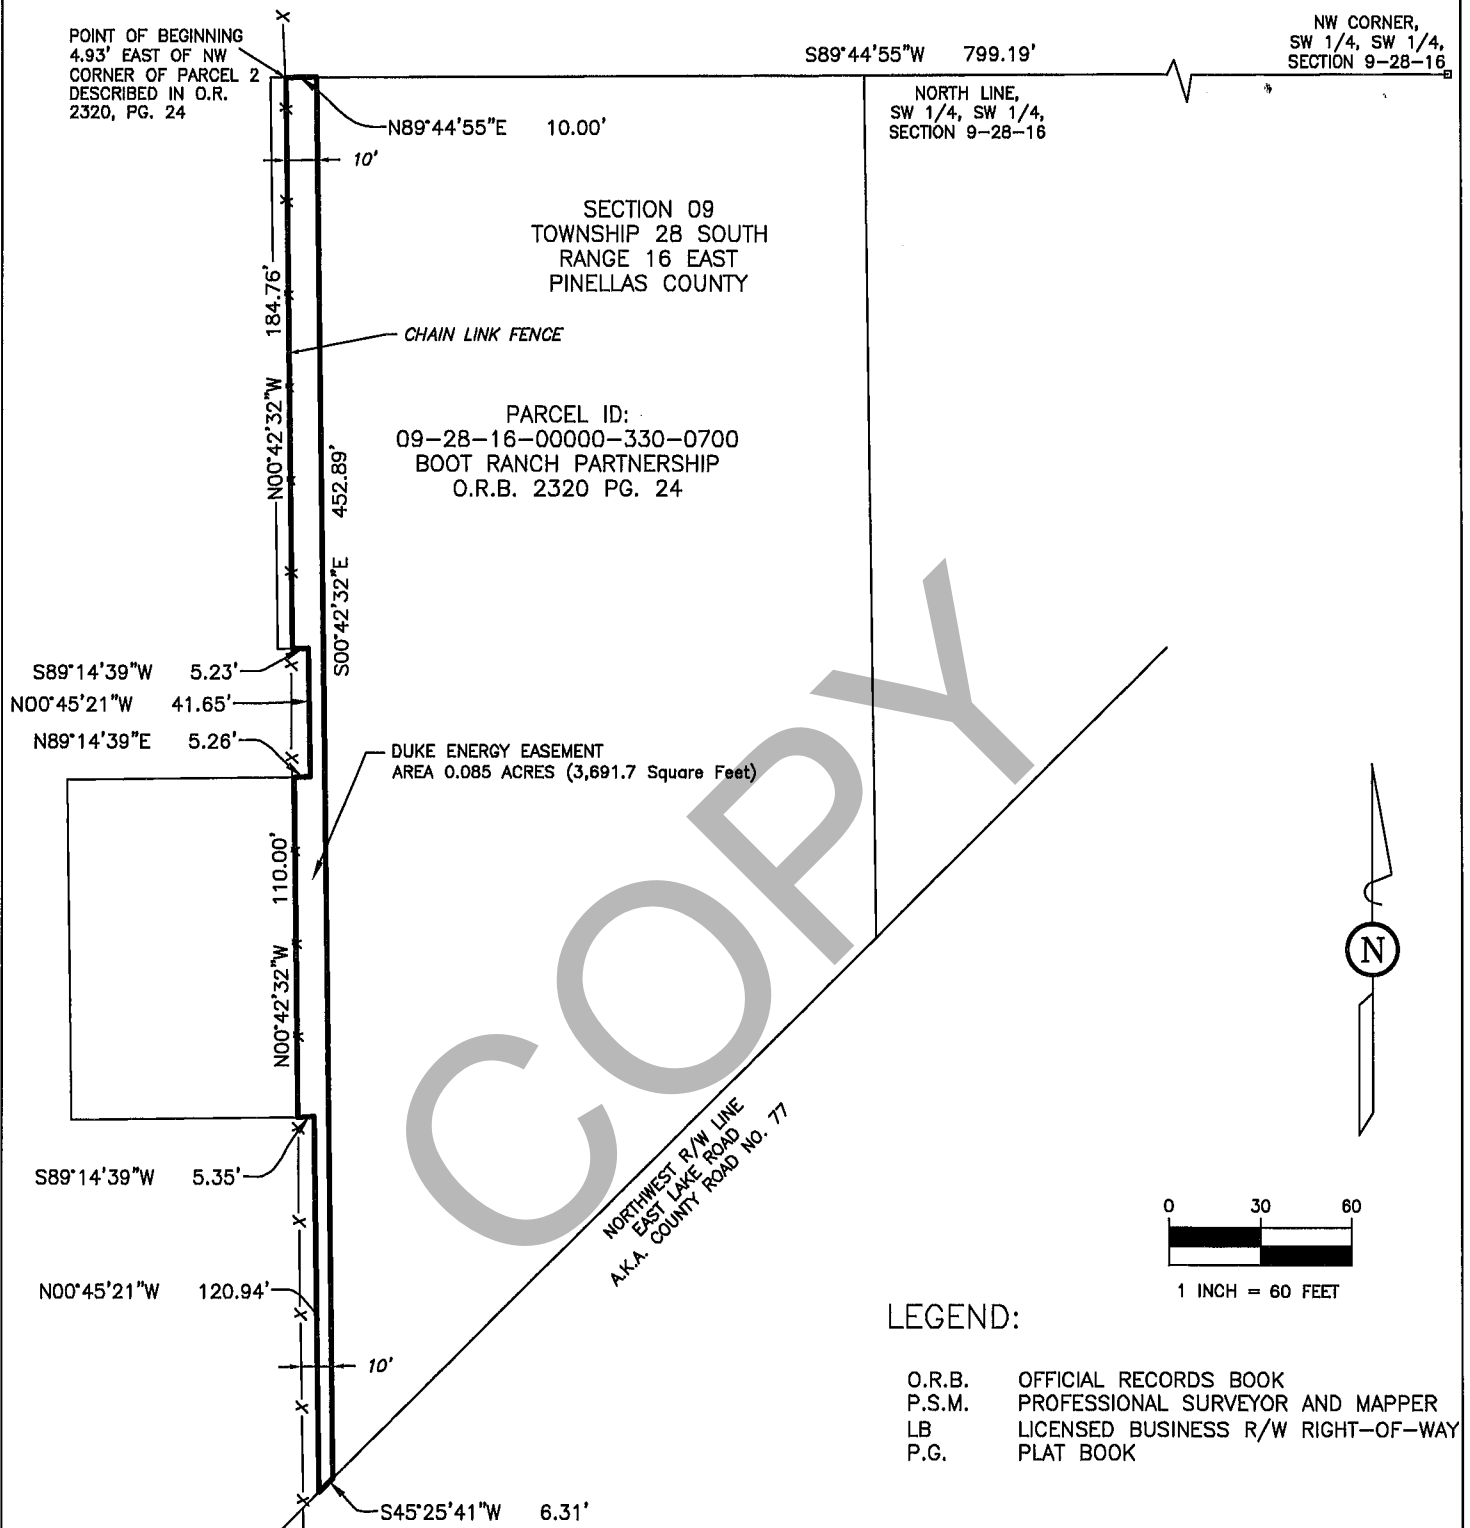 POINT OF BEGINNING
4.93' EAST OF NW
CORNER OF PARCEL 2
DESCRIBED IN O.R.
2320, PG. 24
S89°44'55"W 799.19'
NW CORNER,
SW 1/4, SW 1/4,
SECTION 9-28-16
NORTH LINE,
SW 1/4, SW 1/4,
SECTION 9-28-16
N89°44'55"E 10.00'
10'
SECTION 09
TOWNSHIP 28 SOUTH
RANGE 16 EAST
PINELLAS COUNTY
N00°42'32"W 184.76'
CHAIN LINK FENCE
PARCEL ID:
09-28-16-00000-330-0700
BOOT RANCH PARTNERSHIP
O.R.B. 2320 PG. 24
S00°42'32"E 452.89'
S89°14'39"W 5.23'
N00°45'21"W 41.65'
N89°14'39"E 5.26'
DUKE ENERGY EASEMENT
AREA 0.085 ACRES (3,691.7 Square Feet)
COPY
N00°42'32"W 110.00'
N
S89°14'39"W 5.35'
NORTHWEST R/W LINE
EAST LAKE ROAD
A.K.A. COUNTY ROAD NO. 77
0 30 60
1 INCH = 60 FEET
N00°45'21"W 120.94'
10'
LEGEND:
O.R.B. OFFICIAL RECORDS BOOK
P.S.M. PROFESSIONAL SURVEYOR AND MAPPER
LB LICENSED BUSINESS R/W RIGHT-OF-WAY
P.G. PLAT BOOK
S45°25'41"W 6.31'